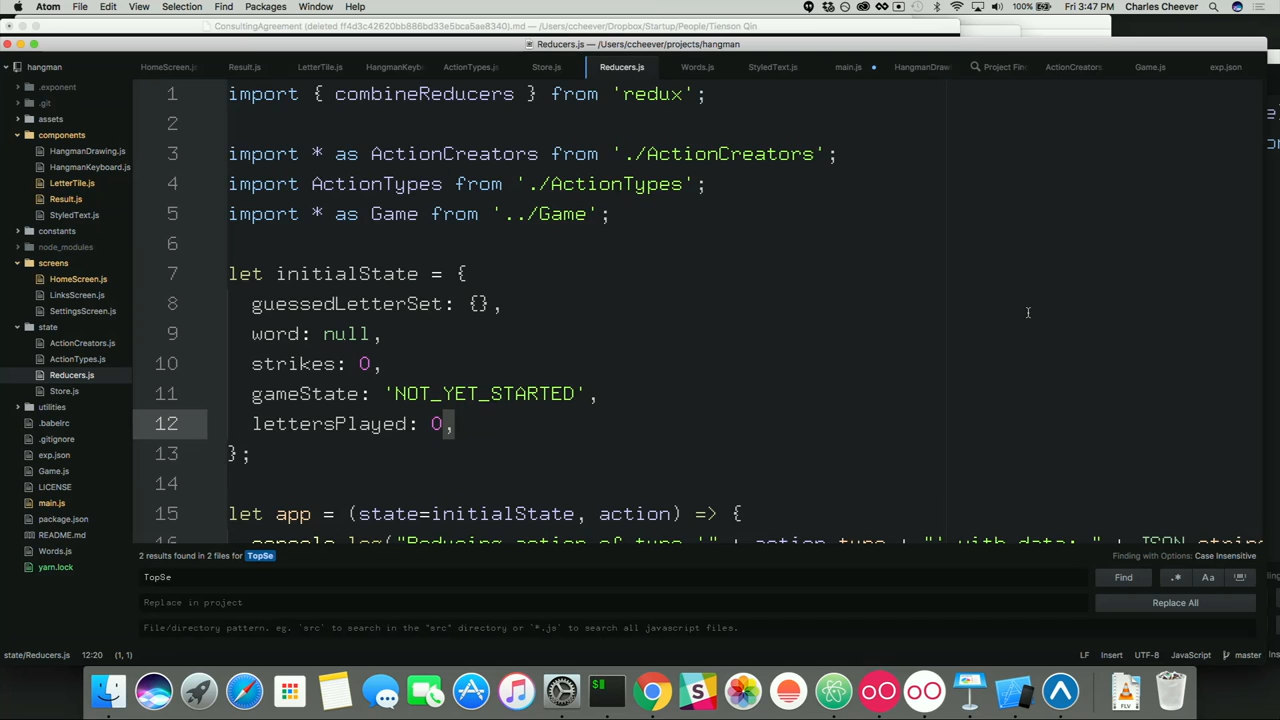 Atom File Edit View Selection Find Packages Window Help 100% Fri 3:47 PM Charles Cheever
ConsultingAgreement (deleted ff4d3c42620bb886bd3e5bca5ae8340).md — /Users/ccheever/Dropbox/Startup/People/Tienson Qin
Reducers.js — /Users/ccheever/projects/hangman
hangman
HomeScreen.js Result.js LetterTile.js HangmanKeyb ActionTypes.js Store.js Reducers.js Words.js StyledText.js main.js HangmanDraw Project Fin ActionCreators Game.js exp.json
.exponent
.git
assets
components
HangmanDrawing.js
HangmanKeyboard.js
LetterTile.js
Result.js
StyledText.js
constants
node_modules
screens
HomeScreen.js
LinksScreen.js
SettingsScreen.js
state
ActionCreators.js
ActionTypes.js
Reducers.js
Store.js
utilities
.babelrc
.gitignore
exp.json
Game.js
LICENSE
main.js
package.json
README.md
Words.js
yarn.lock
1 import { combineReducers } from 'redux';
2
3 import * as ActionCreators from './ActionCreators';
4 import ActionTypes from './ActionTypes';
5 import * as Game from '../Game';
6
7 let initialState = {
8 guessedLetterSet: {},
9 word: null,
10 strikes: 0,
11 gameState: 'NOT_YET_STARTED',
12 lettersPlayed: 0,
13 };
14
15 let app = (state=initialState, action) => {
16 console.log("Reducing action of type '" + action.type + "' with data: " + JSON.string
2 results found in 2 files for TopSe
Finding with Options: Case Insensitive
TopSe
Find .* Aa
Replace in project
Replace All
File/directory pattern. eg. `src` to search in the "src" directory or `*.js` to search all javascript files.
state/Reducers.js 12:20 (1, 1) LF Insert UTF-8 JavaScript master
FLV